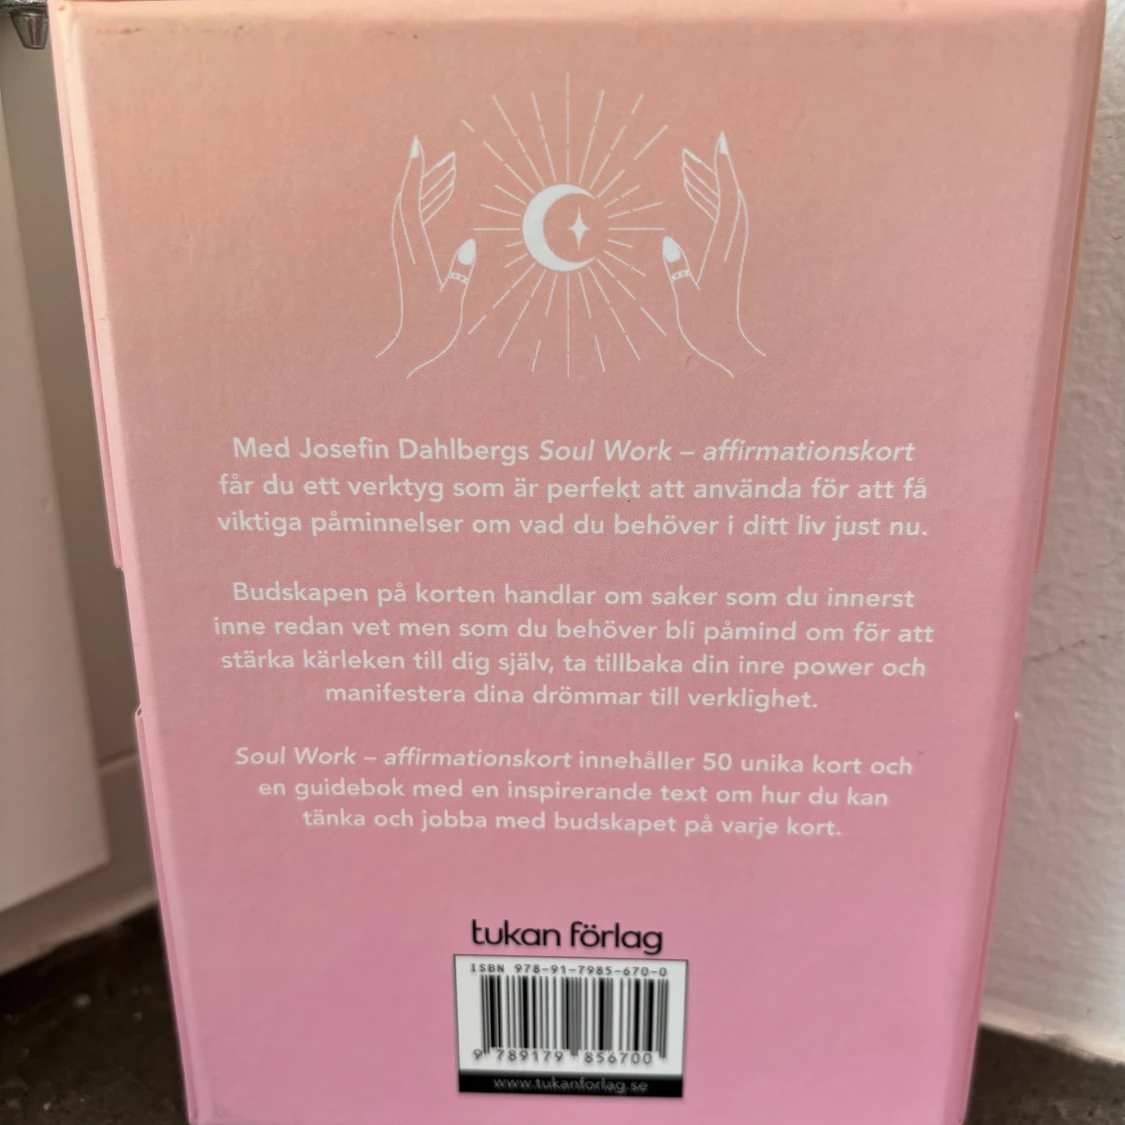 Med Josefin Dahlbergs Soul Work – affirmationskort
får du ett verktyg som är perfekt att använda för att få
viktiga påminnelser om vad du behöver i ditt liv just nu.
Budskapen på korten handlar om saker som du innerst
inne redan vet men som du behöver bli påmind om för att
stärka kärleken till dig själv, ta tillbaka din inre power och
manifestera dina drömmar till verklighet.
Soul Work – affirmationskort innehåller 50 unika kort och
en guidebok med en inspirerande text om hur du kan
tänka och jobba med budskapet på varje kort.
tukan förlag
ISBN 978-91-7985-670-0
9 789179 856700
www.tukanforlag.se